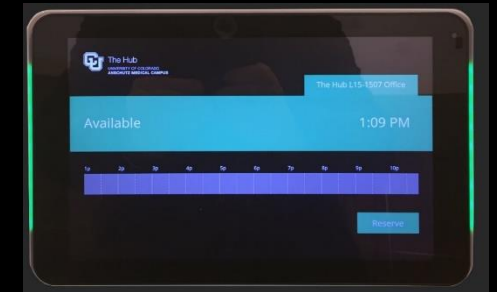 CU The Hub
UNIVERSITY OF COLORADO
ANSCHUTZ MEDICAL CAMPUS
The Hub L15-1507 Office
Available 1:09 PM
1p 2p 3p 4p 5p 6p 7p 8p 9p 10p
Reserve